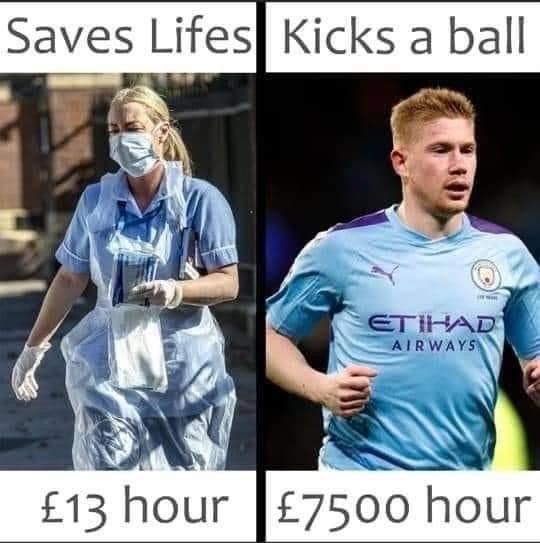 Saves Lifes
Kicks a ball
ETIHAD
AIRWAYS
£13 hour
£7500 hour